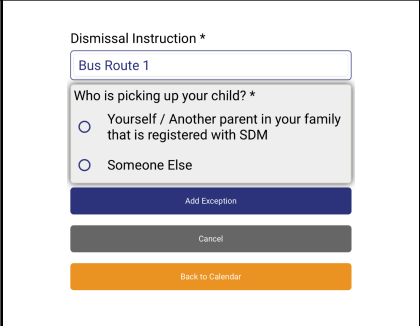 Dismissal Instruction *
Bus Route 1
Who is picking up your child? *
Yourself / Another parent in your family
that is registered with SDM
Someone Else
Add Exception
Cancel
Back to Calendar